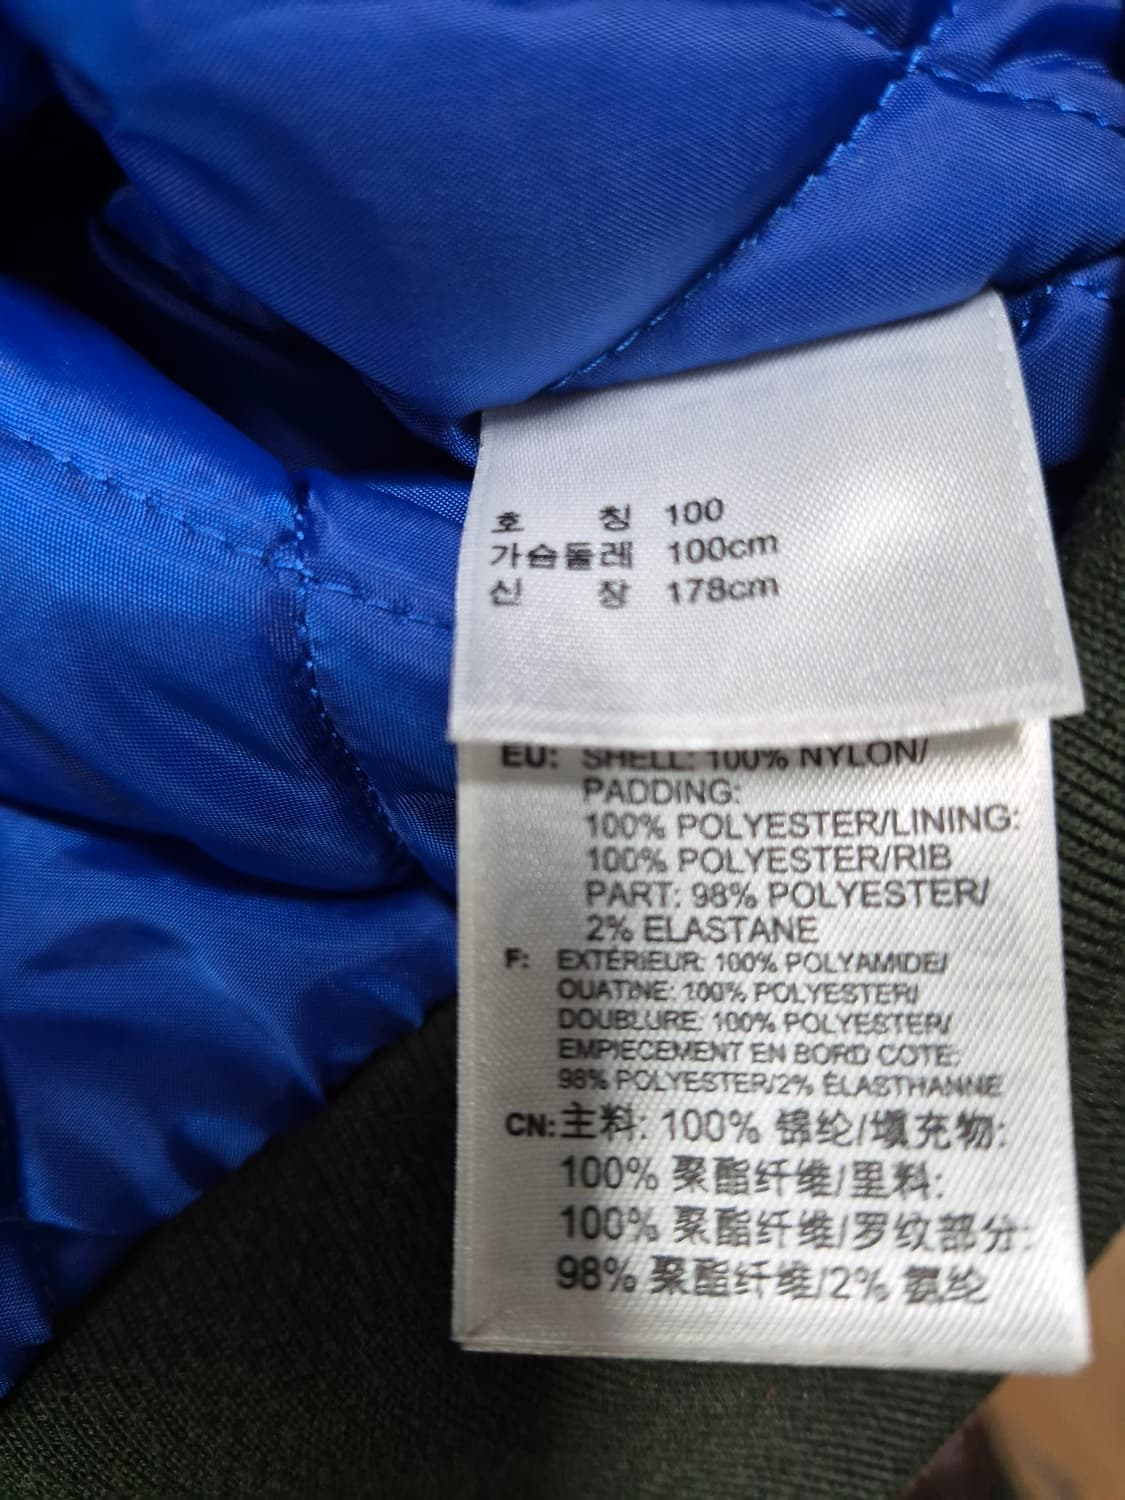 호 칭 100
가슴둘레 100cm
신 장 178cm
EU: SHELL: 100% NYLON/
PADDING:
100% POLYESTER/LINING:
100% POLYESTER/RIB
PART: 98% POLYESTER/
2% ELASTANE
F: EXTÉRIEUR: 100% POLYAMIDE/
OUATINE: 100% POLYESTER/
DOUBLURE: 100% POLYESTER/
EMPIECEMENT EN BORD COTE:
98% POLYESTER/2% ÉLASTHANNE
CN: 主料: 100% 锦纶/填充物:
100% 聚酯纤维/里料:
100% 聚酯纤维/罗纹部分:
98% 聚酯纤维/2% 氨纶